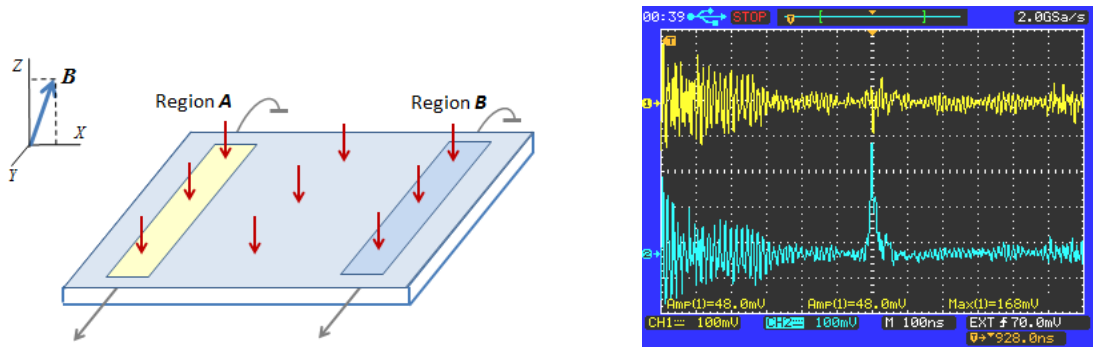 Z
B
X
Y
Region A
Region B
00:39 STOP T 2.0GSa/s
T
1
2
Amp(1)=48.0mV Amp(1)=48.0mV Max(1)=168mV
CH1 100mV CH2 100mV M 100ns EXT 70.0mV
T→▼928.0ns